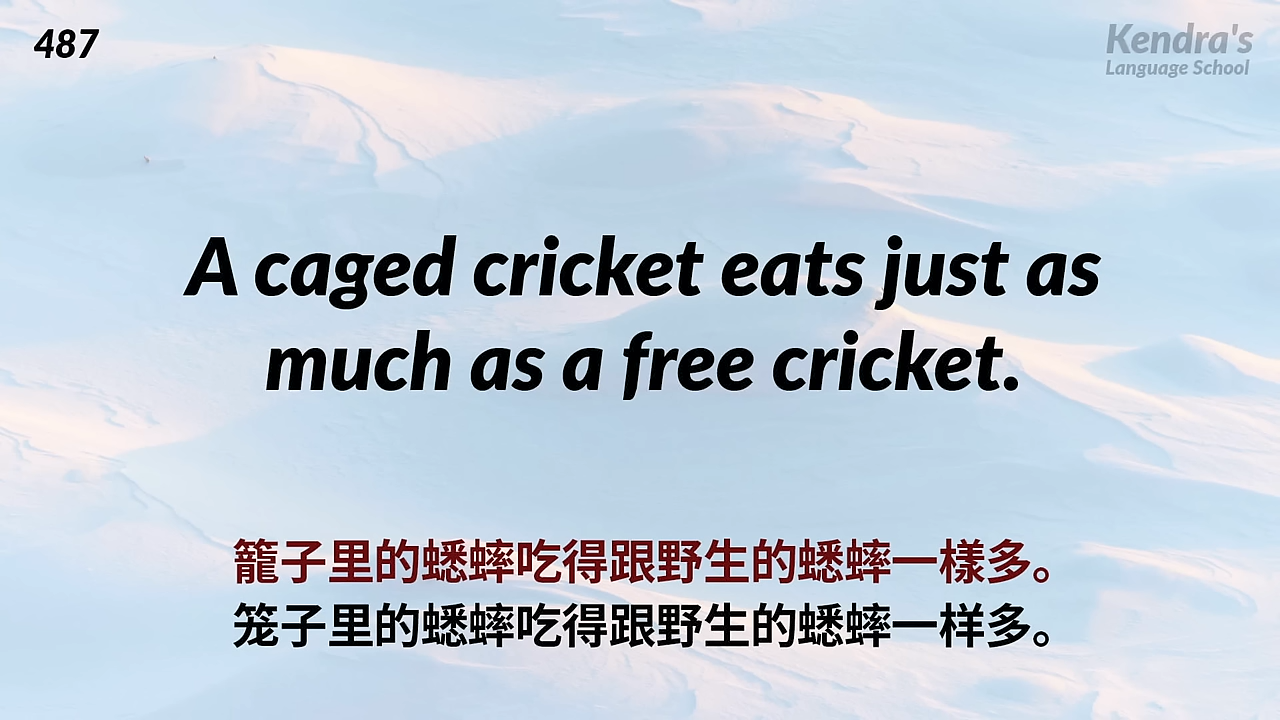 487
Kendra's
Language School
A caged cricket eats just as
much as a free cricket.
籠子里的蟋蟀吃得跟野生的蟋蟀一樣多。
笼子里的蟋蟀吃得跟野生的蟋蟀一样多。